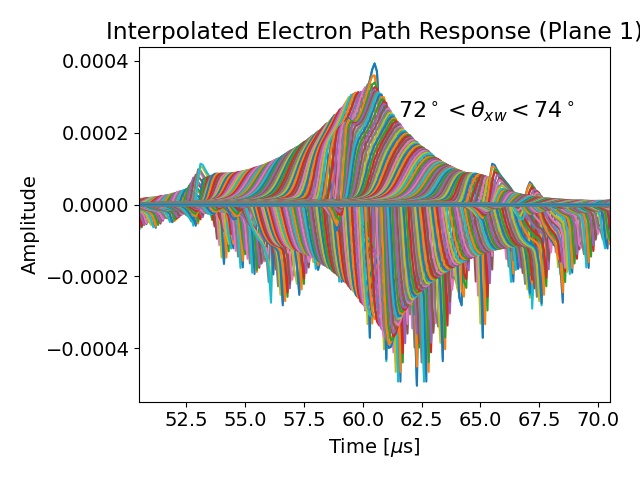 Interpolated Electron Path Response (Plane 1)
72° < θxw < 74°
Amplitude
0.0004
0.0002
0.0000
−0.0002
−0.0004
52.5 55.0 57.5 60.0 62.5 65.0 67.5 70.0
Time [μs]